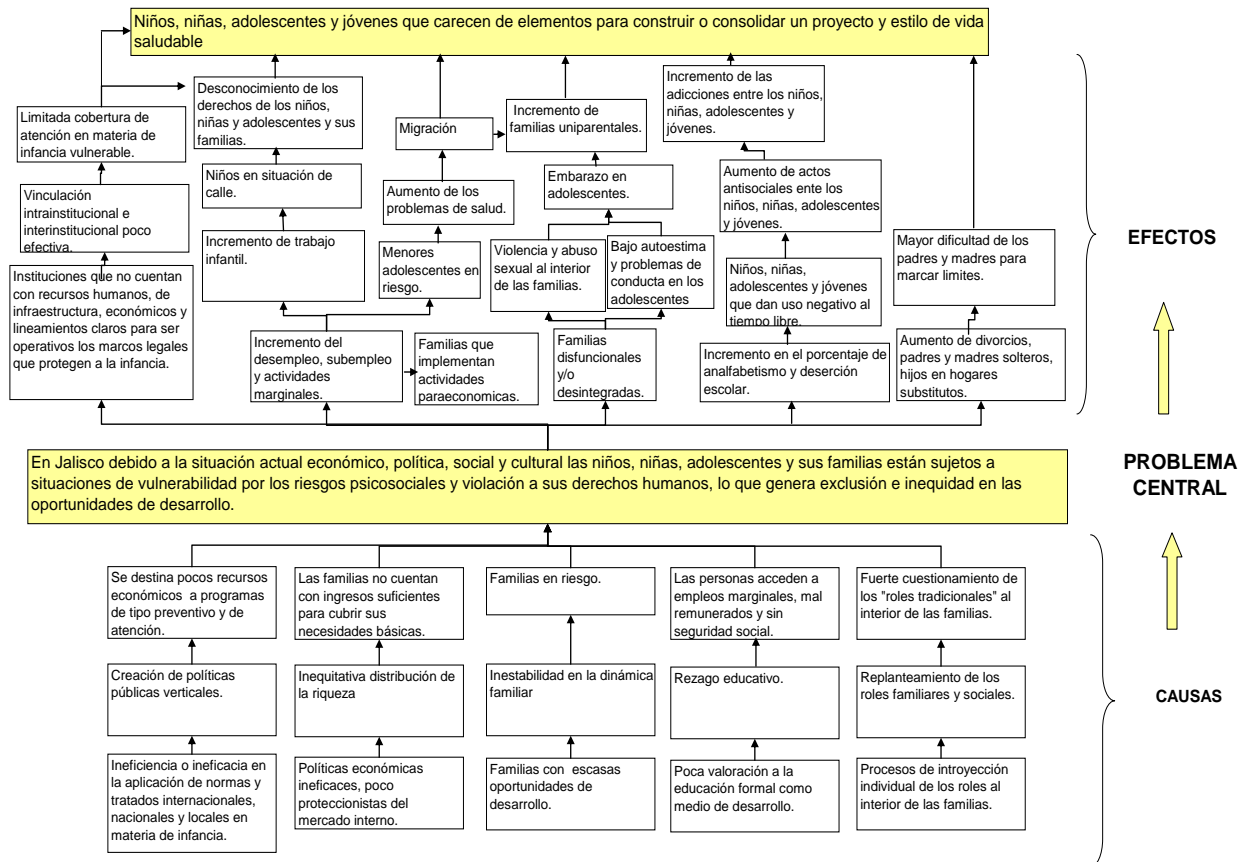 Niños, niñas, adolescentes y jóvenes que carecen de elementos para construir o consolidar un proyecto y estilo de vida
saludable
Limitada cobertura de
atención en materia de
infancia vulnerable.
Vinculación
intrainstitucional e
interinstitucional poco
efectiva.
Instituciones que no cuentan
con recursos humanos, de
infraestructura, económicos y
lineamientos claros para ser
operativos los marcos legales
que protegen a la infancia.
Desconocimiento de los
derechos de los niños,
niñas y adolescentes y sus
familias.
Niños en situación de
calle.
Incremento de trabajo
infantil.
Incremento del
desempleo, subempleo
y actividades
marginales.
Migración
Aumento de los
problemas de salud.
Menores
adolescentes en
riesgo.
Familias que
implementan
actividades
paraeconomicas.
Incremento de
familias uniparentales.
Embarazo en
adolescentes.
Violencia y abuso
sexual al interior
de las familias.
Bajo autoestima
y problemas de
conducta en los
adolescentes
Familias
disfuncionales
y/o
desintegradas.
Incremento de las
adicciones entre los niños,
niñas, adolescentes y
jóvenes.
Aumento de actos
antisociales ente los
niños, niñas, adolescentes
y jóvenes.
Niños, niñas,
adolescentes y jóvenes
que dan uso negativo al
tiempo libre.
Incremento en el porcentaje de
analfabetismo y deserción
escolar.
Mayor dificultad de los
padres y madres para
marcar limites.
Aumento de divorcios,
padres y madres solteros,
hijos en hogares
substitutos.
EFECTOS
En Jalisco debido a la situación actual económico, política, social y cultural las niños, niñas, adolescentes y sus familias están sujetos a
situaciones de vulnerabilidad por los riesgos psicosociales y violación a sus derechos humanos, lo que genera exclusión e inequidad en las
oportunidades de desarrollo.
PROBLEMA
CENTRAL
Se destina pocos recursos
económicos a programas
de tipo preventivo y de
atención.
Creación de políticas
públicas verticales.
Ineficiencia o ineficacia en
la aplicación de normas y
tratados internacionales,
nacionales y locales en
materia de infancia.
Las familias no cuentan
con ingresos suficientes
para cubrir sus
necesidades básicas.
Inequitativa distribución de
la riqueza
Políticas económicas
ineficaces, poco
proteccionistas del
mercado interno.
Familias en riesgo.
Inestabilidad en la dinámica
familiar
Familias con escasas
oportunidades de
desarrollo.
Las personas acceden a
empleos marginales, mal
remunerados y sin
seguridad social.
Rezago educativo.
Poca valoración a la
educación formal como
medio de desarrollo.
Fuerte cuestionamiento de
los "roles tradicionales" al
interior de las familias.
Replanteamiento de los
roles familiares y sociales.
Procesos de introyección
individual de los roles al
interior de las familias.
CAUSAS